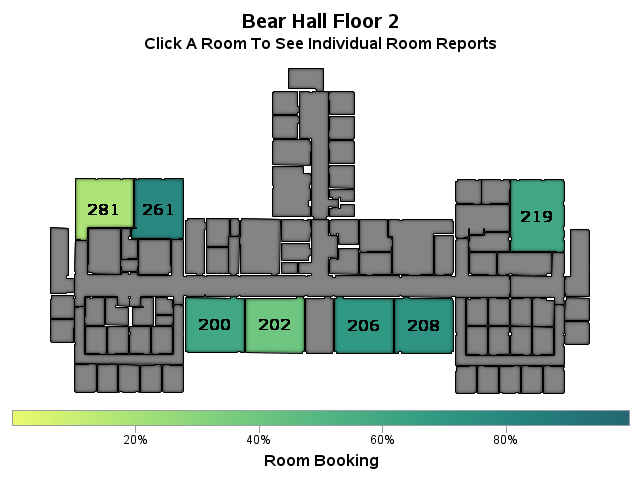 Bear Hall Floor 2
Click A Room To See Individual Room Reports
281 261
219
200 202 206 208
20% 40% 60% 80%
Room Booking